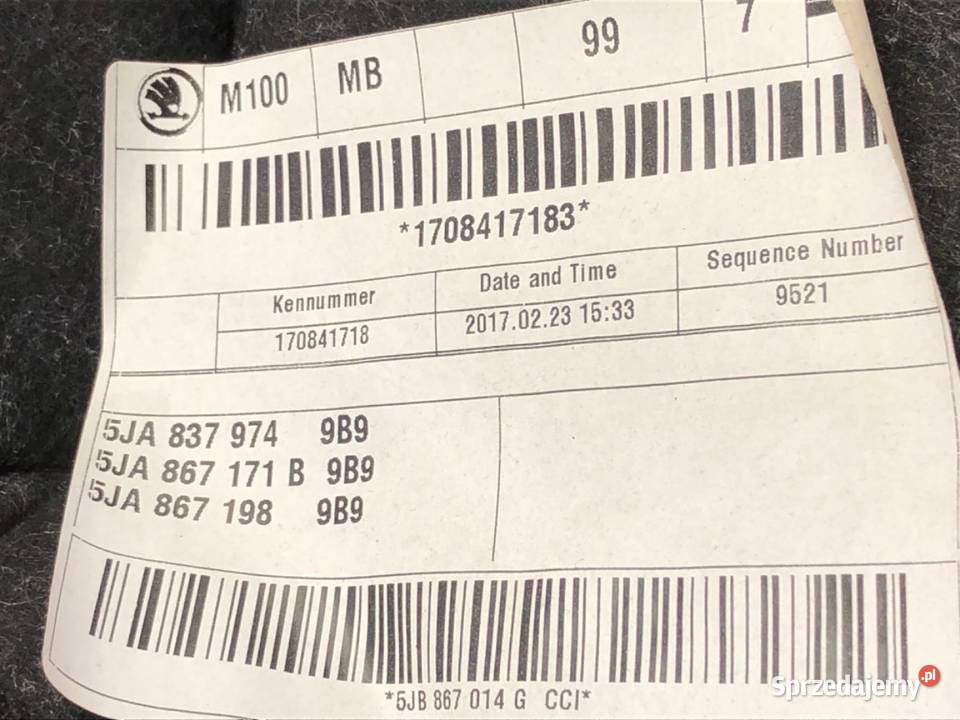 M100 MB 99 7
*1708417183*
Kennummer Date and Time Sequence Number
170841718 2017.02.23 15:33 9521
5JA 837 974 9B9
5JA 867 171 B 9B9
5JA 867 198 9B9
*5JB 867 014 G CCI*
Sprzedajemy.pl